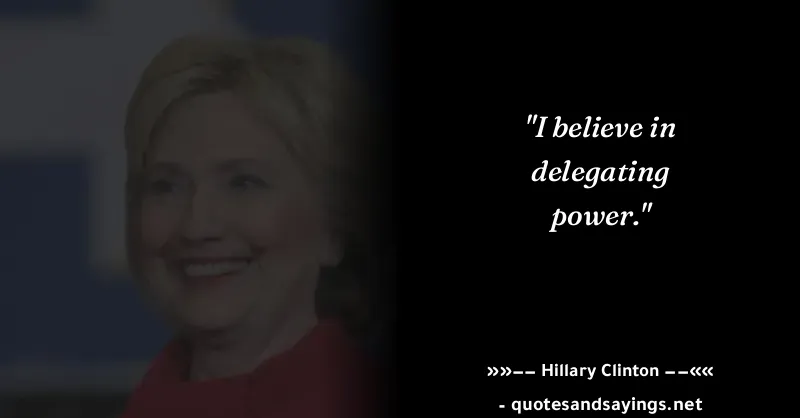 "I believe in
delegating
power."
»»−− Hillary Clinton −−««
- quotesandsayings.net